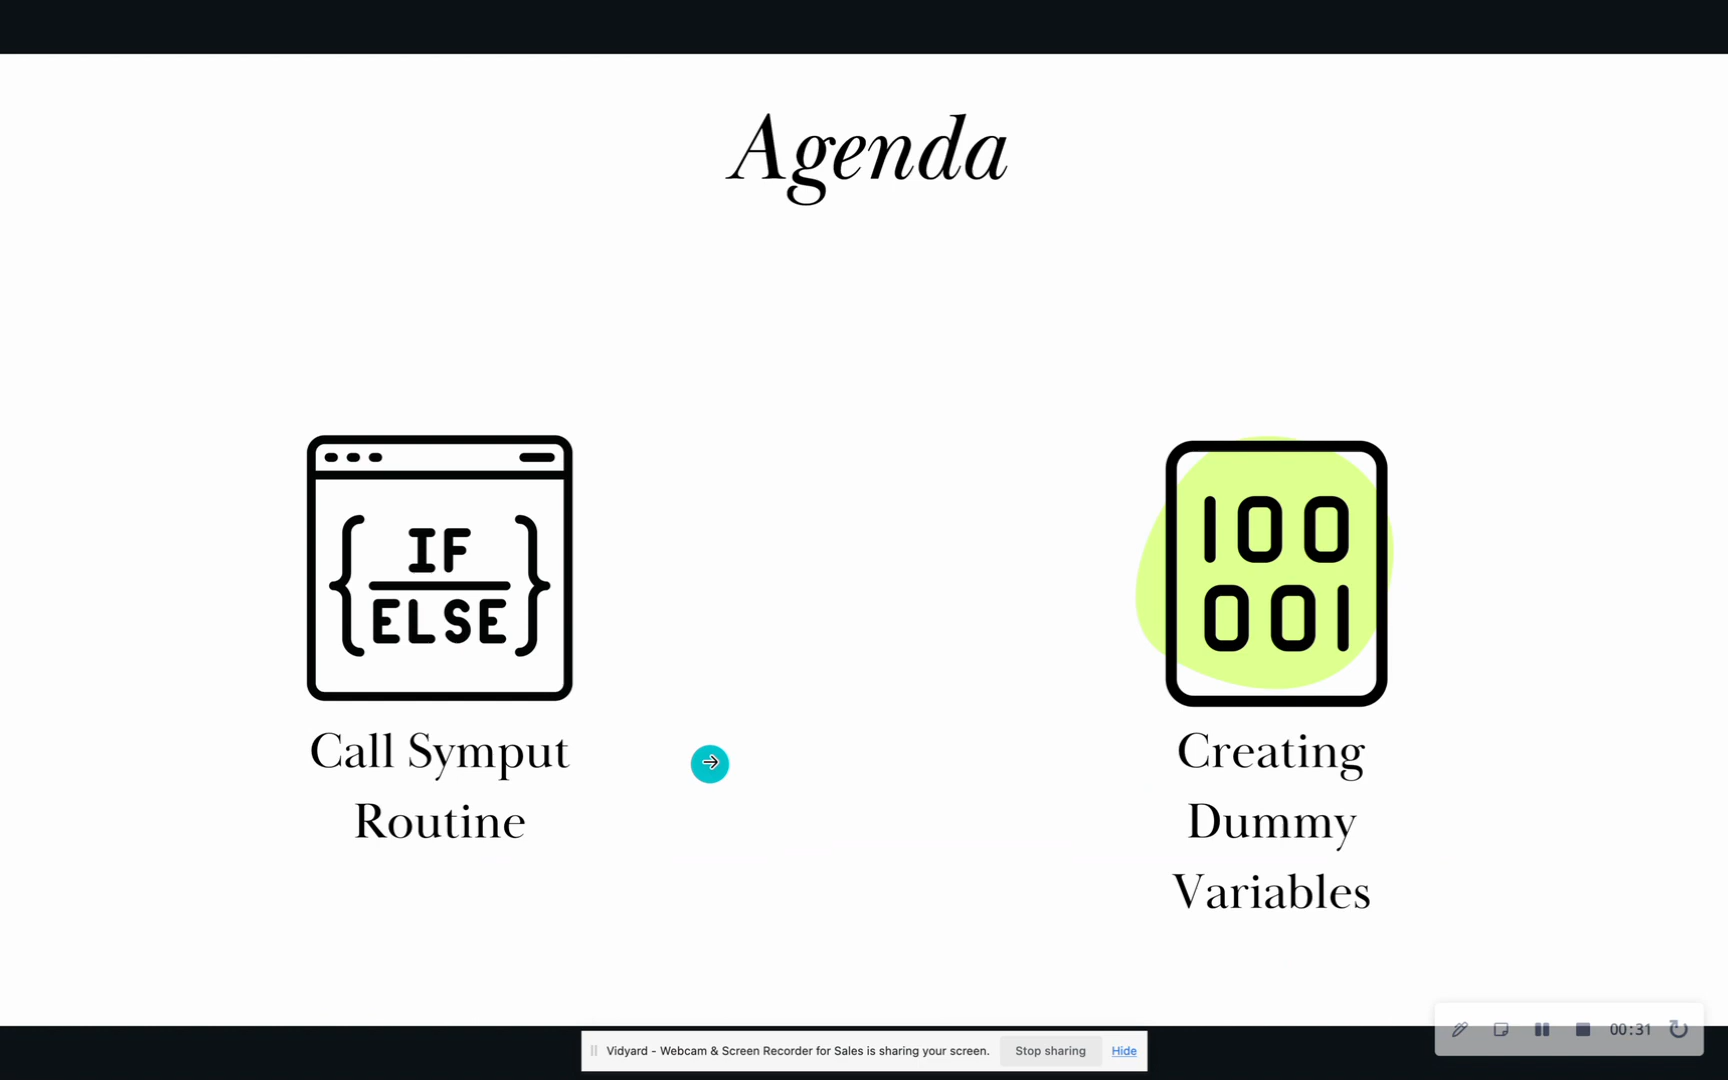 Agenda
IF
ELSE
Call Symput
Routine
100
001
Creating
Dummy
Variables
Vidyard - Webcam & Screen Recorder for Sales is sharing your screen.
Stop sharing
Hide
00:31